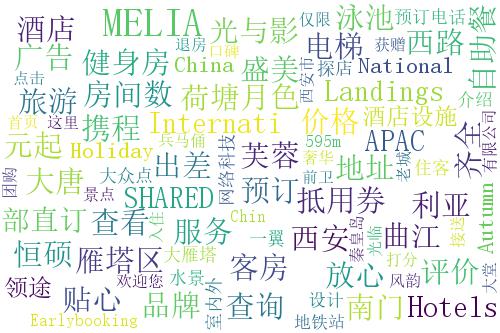 酒店
MELIA
光与影
仅限
泳池
预订电话
自助餐
广告
健身房
退房
口碑
China
盛美
电梯
西路
获赠
探店
National
西安市
点击
旅游
房间数
荷塘月色
Landings
介绍
首页
这里
携程
Internati
价格
酒店设施
元起
Holiday
兵马俑
芙蓉
APAC
595m
奢华
老城
齐全
有限公司
大众点
出差
网络科技
地址
住客
前卫
大唐
景点
SHARED
预订
抵用券
利亚
Autumn
团购
部直订
查看
入住
服务
Chin
一翼
西安
秦皇岛
光临
曲江
接送
恒硕
雁塔区
大雁塔
客房
放心
打分
评价
领途
欢迎您
水景
风韵
大堂
贴心
品牌
室内外
查询
设计
南门
Hotels
Earlybooking
地铁站